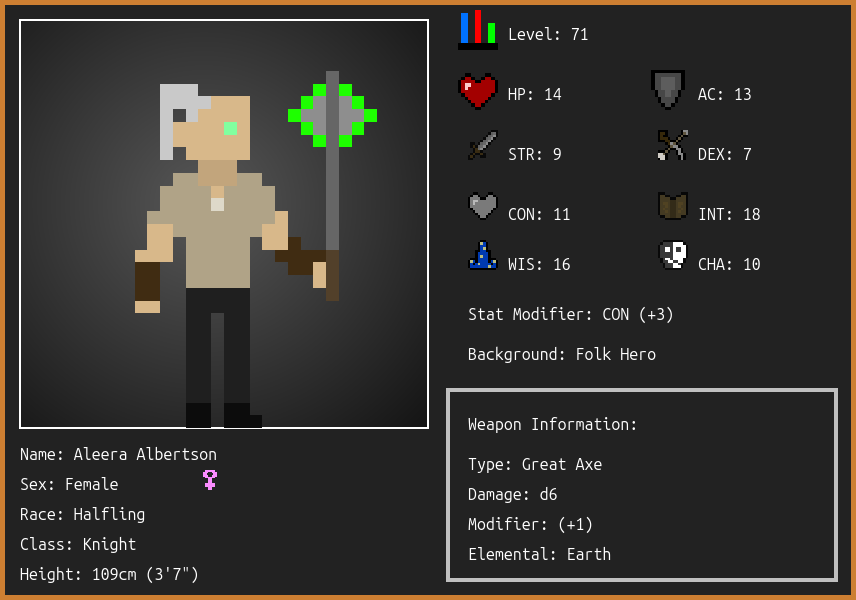 Level: 71
HP: 14
AC: 13
STR: 9
DEX: 7
CON: 11
INT: 18
WIS: 16
CHA: 10
Stat Modifier: CON (+3)
Background: Folk Hero
Weapon Information:
Type: Great Axe
Damage: d6
Modifier: (+1)
Elemental: Earth
Name: Aleera Albertson
Sex: Female
Race: Halfling
Class: Knight
Height: 109cm (3'7")